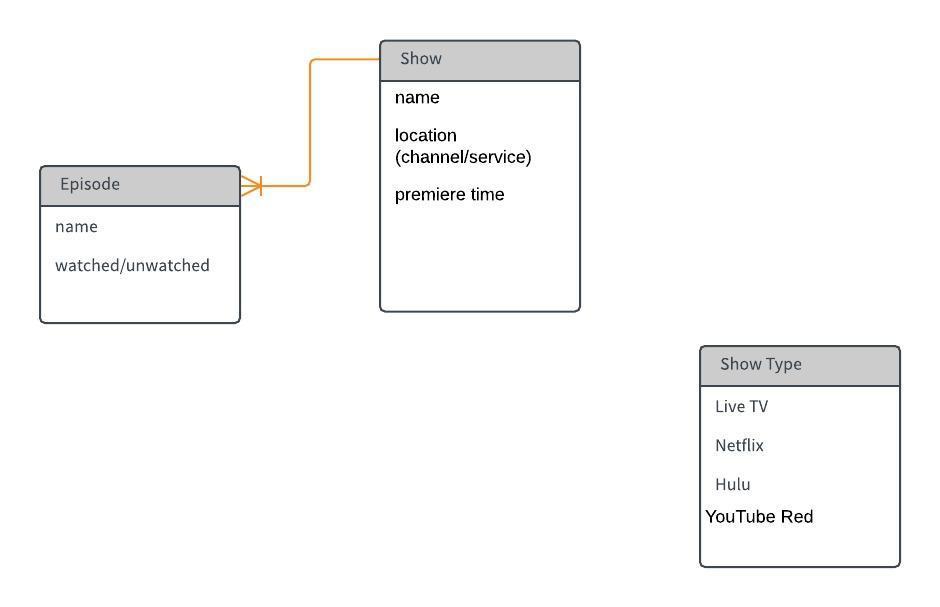 Show
name
location
(channel/service)
premiere time
Episode
name
watched/unwatched
Show Type
Live TV
Netflix
Hulu
YouTube Red